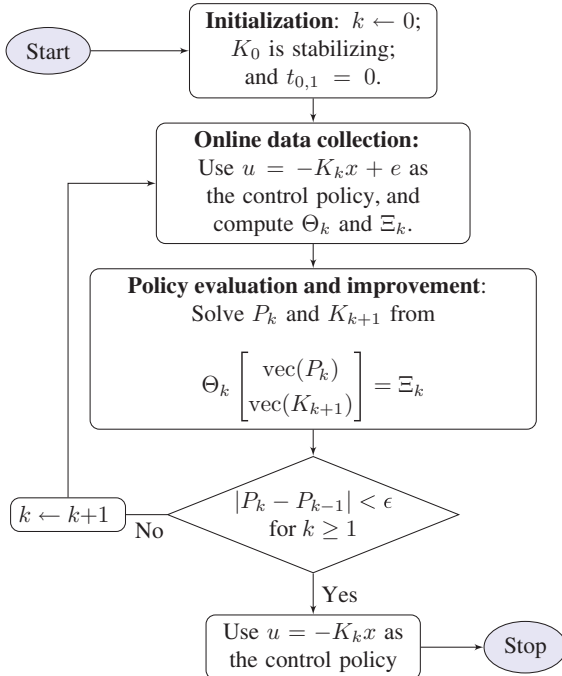 Start
Initialization: k ← 0;
K₀ is stabilizing;
and t₀,₁ = 0.
Online data collection:
Use u = −Kₖx + e as
the control policy, and
compute Θₖ and Ξₖ.
Policy evaluation and improvement:
Solve Pₖ and Kₖ₊₁ from
Θₖ [vec(Pₖ) vec(Kₖ₊₁)] = Ξₖ
|Pₖ − Pₖ₋₁| < ϵ
for k ≥ 1
No
k ← k+1
Yes
Use u = −Kₖx as
the control policy
Stop